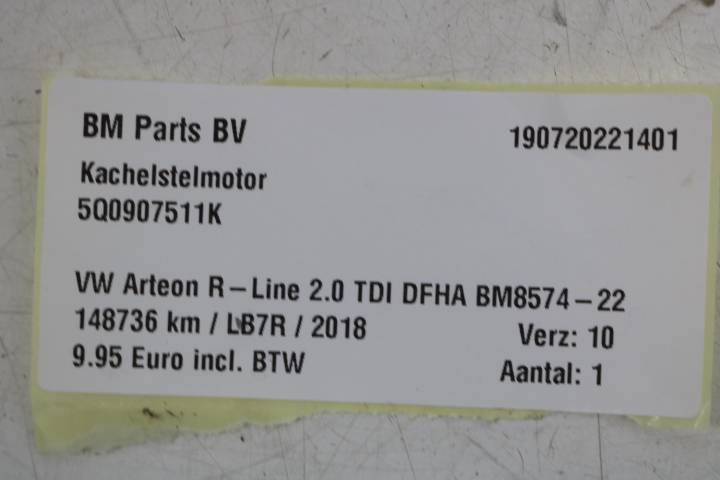 BM Parts BV 190720221401
Kachelstelmotor
5Q0907511K
VW Arteon R-Line 2.0 TDI DFHA BM8574-22
148736 km / LB7R / 2018 Verz: 10
9.95 Euro incl. BTW Aantal: 1